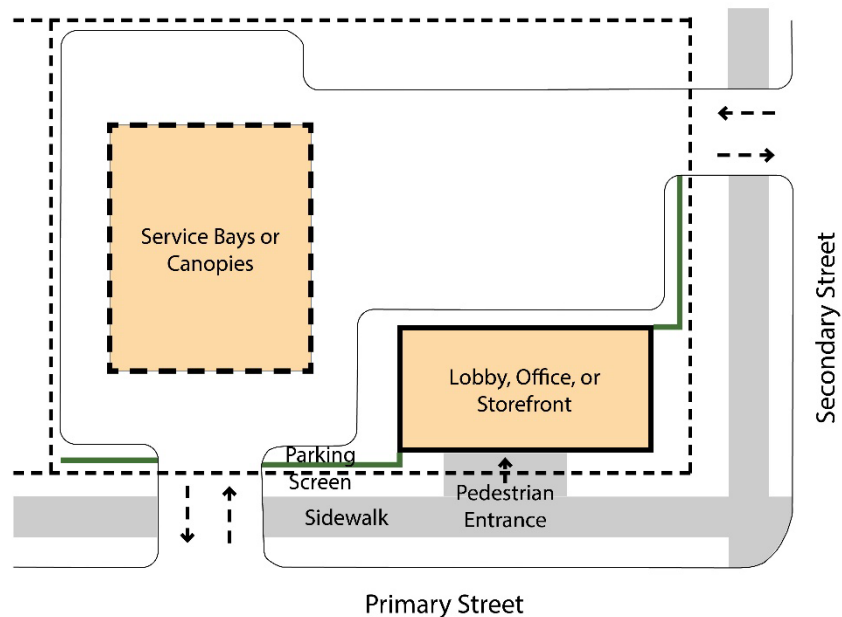 Service Bays or
Canopies
Secondary Street
Lobby, Office, or
Storefront
Parking
Screen
Pedestrian
Entrance
Sidewalk
Primary Street